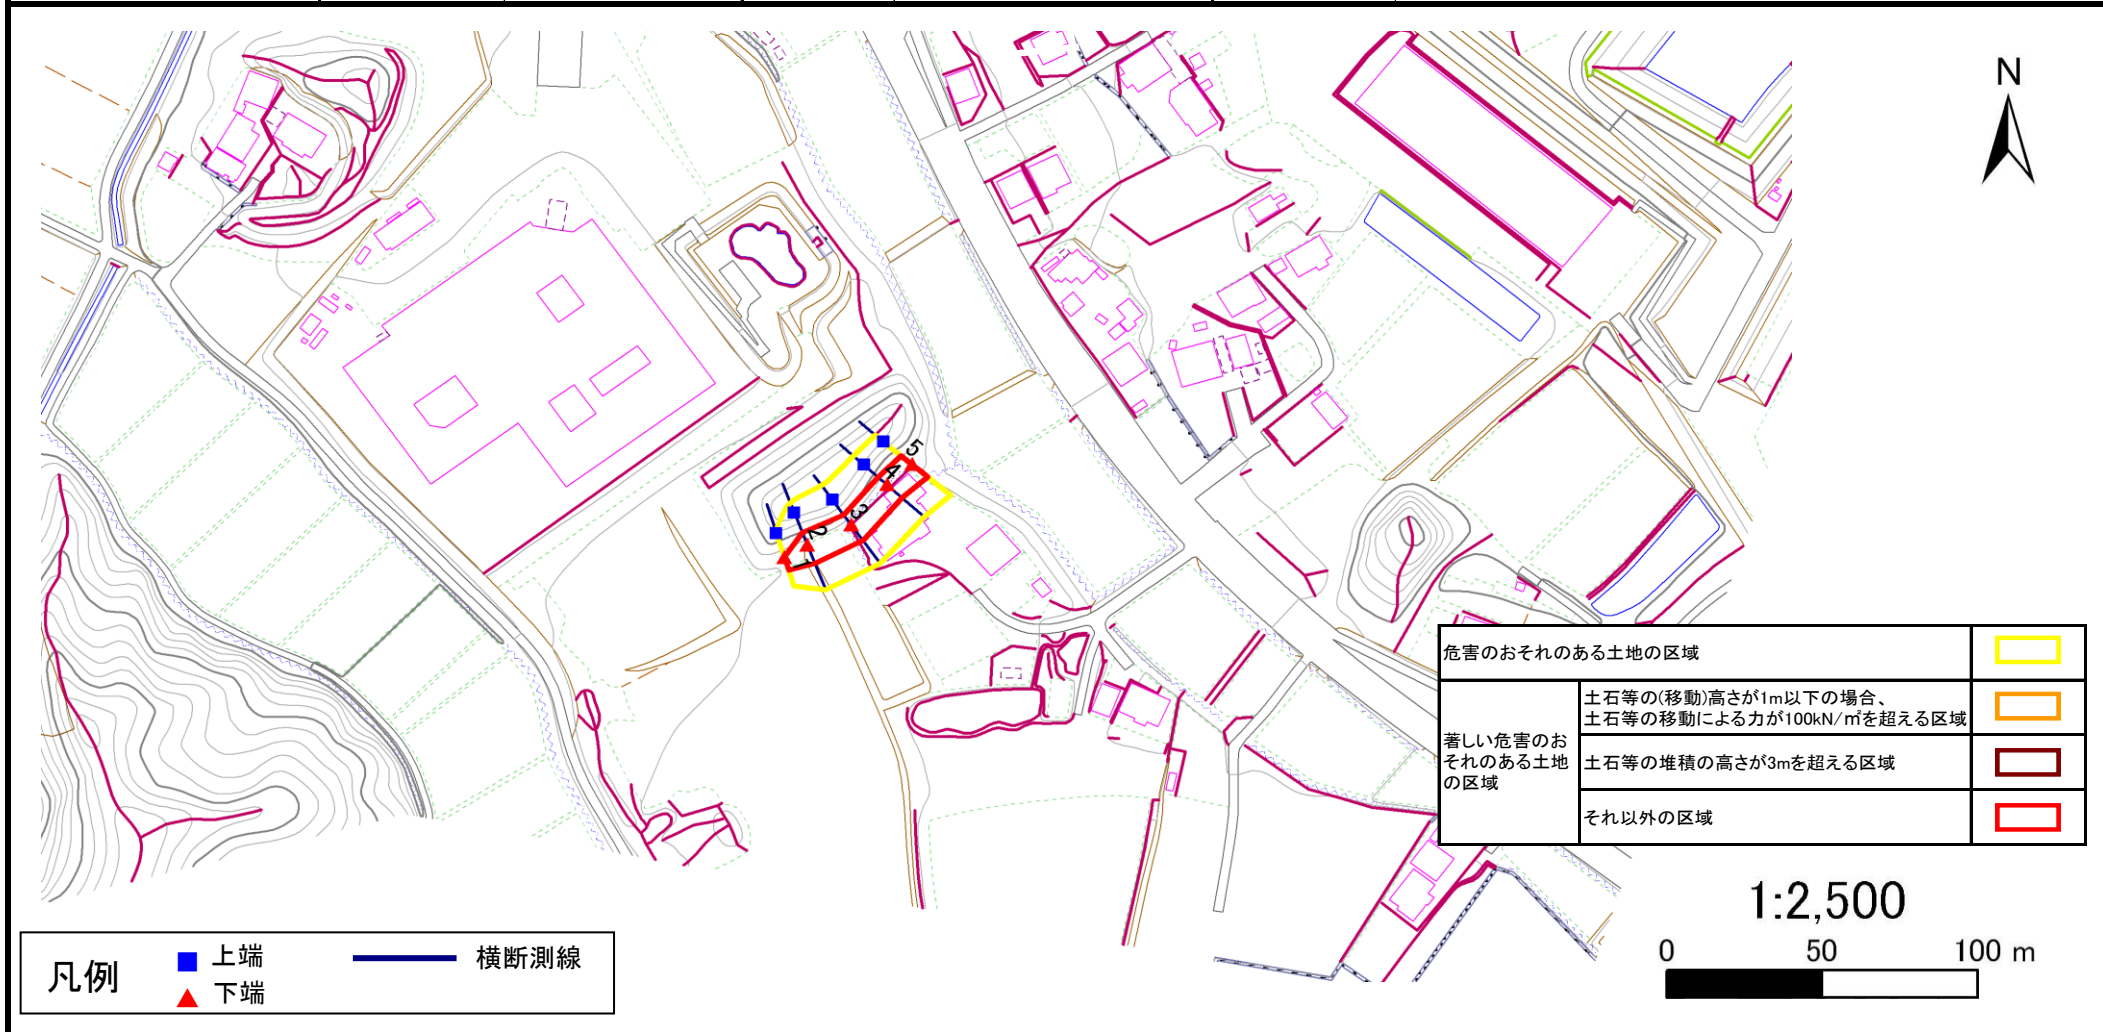 N
5
4
3
2
1
危害のおそれのある土地の区域
著しい危害のお
それのある土地
の区域
土石等の(移動)高さが1m以下の場合、
土石等の移動による力が100kN/㎡を超える区域
土石等の堆積の高さが3mを超える区域
それ以外の区域
1:2,500
0 50 100 m
凡例
上端
下端
横断測線